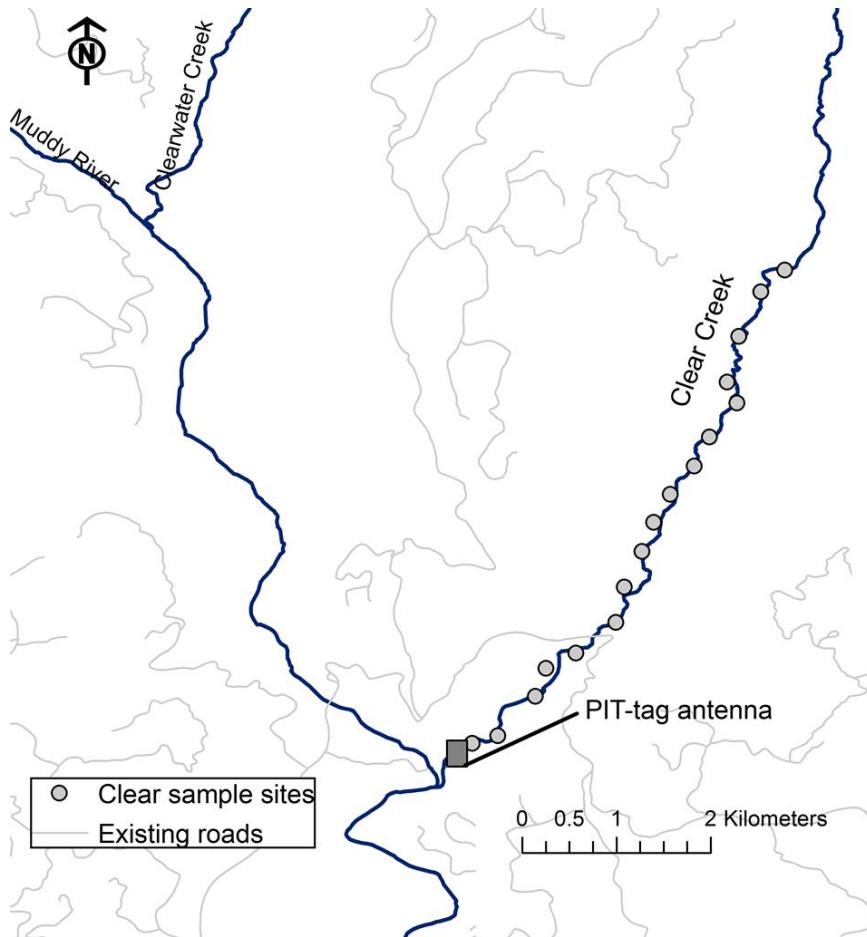 N
Clearwater Creek
Muddy River
Clear Creek
PIT-tag antenna
Clear sample sites
Existing roads
0 0.5 1 2 Kilometers